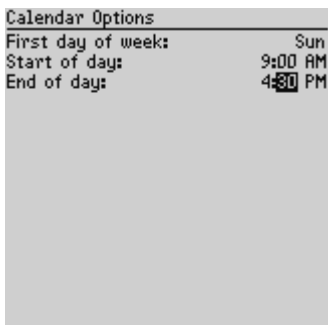 Calendar Options
First day of week: Sun
Start of day: 9:00 AM
End of day: 4:30 PM